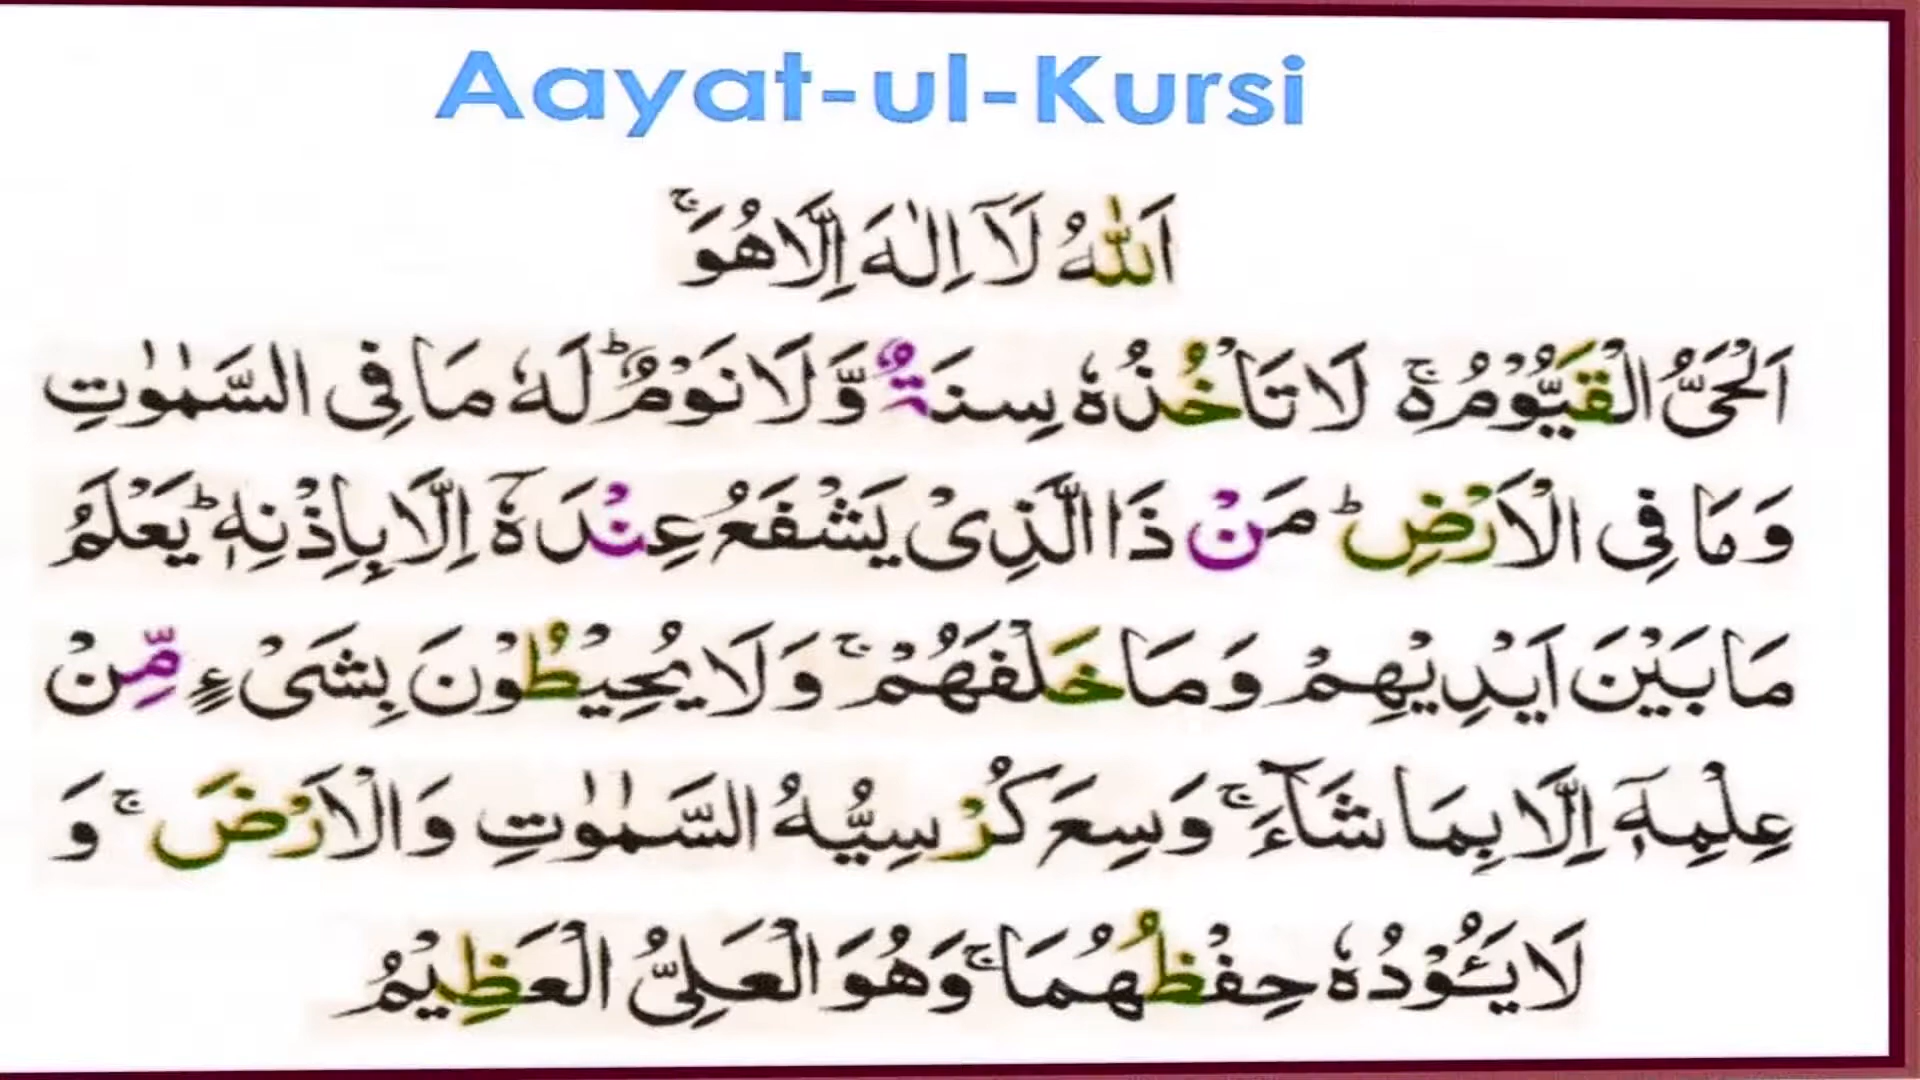 Aayat-ul-Kursi
اَللّٰهُ لَآ اِلٰهَ اِلَّا هُوَ ۚ
اَلْحَیُّ الْقَیُّوْمُ ۬ۚ لَا تَاْخُذُهٗ سِنَةٌ وَّلَا نَوْمٌ ؕ لَهٗ مَا فِی السَّمٰوٰتِ
وَمَا فِی الْاَرْضِ ؕ مَنْ ذَا الَّذِیْ یَشْفَعُ عِنْدَهٗۤ اِلَّا بِاِذْنِهٖ ؕ یَعْلَمُ
مَا بَیْنَ اَیْدِیْهِمْ وَمَا خَلْفَهُمْ ۚ وَلَا یُحِیْطُوْنَ بِشَیْءٍ مِّنْ
عِلْمِهٖۤ اِلَّا بِمَا شَآءَ ۚ وَسِعَ كُرْسِیُّهُ السَّمٰوٰتِ وَالْاَرْضَ ۚ وَ
لَا یَـُٔوْدُهٗ حِفْظُهُمَا ۚ وَهُوَ الْعَلِیُّ الْعَظِیْمُ